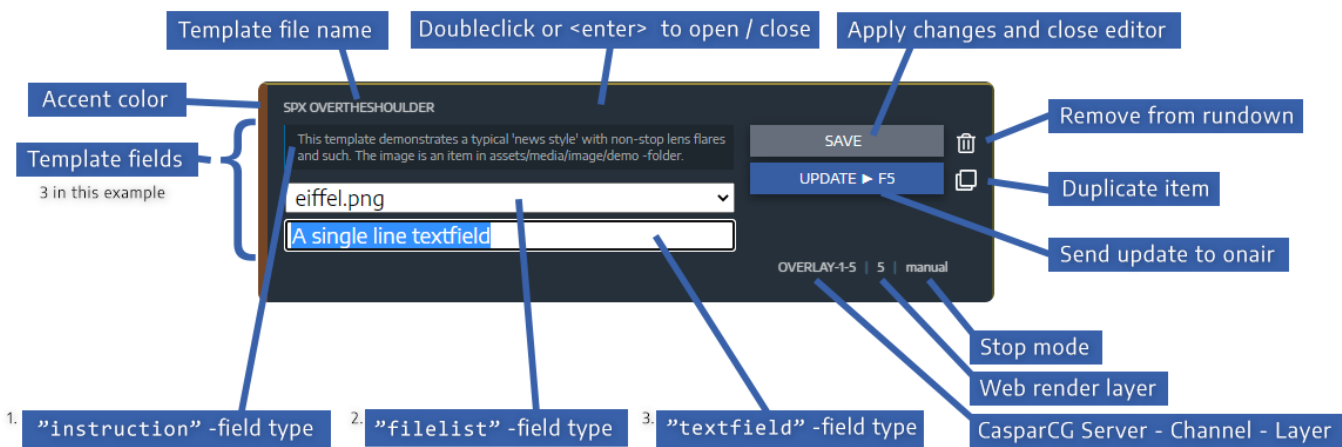 Template file name
Doubleclick or <enter> to open / close
Apply changes and close editor
Accent color
SPX OVERTHESHOULDER
Remove from rundown
Template fields
3 in this example
This template demonstrates a typical 'news style' with non-stop lens flares
and such. The image is an item in assets/media/image/demo -folder.
SAVE
UPDATE ► F5
Duplicate item
eiffel.png
A single line textfield
Send update to onair
OVERLAY-1-5 | 5 | manual
Stop mode
Web render layer
CasparCG Server - Channel - Layer
1. ”instruction” -field type
2. ”filelist” -field type
3. ”textfield” -field type